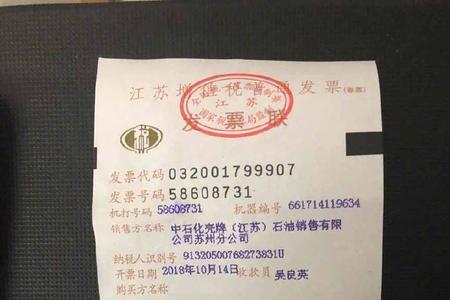 江苏增值税普通发票(卷票)
江苏
发票联
发票代码 032001799907
发票号码 58608731
机打号码 58608731 机器编号 661714119634
销售方名称 中石化壳牌（江苏）石油销售有限
公司苏州分公司
纳税人识别号 91320500768273831U
开票日期 2018年10月14日 收款员 吴良英
购买方名称